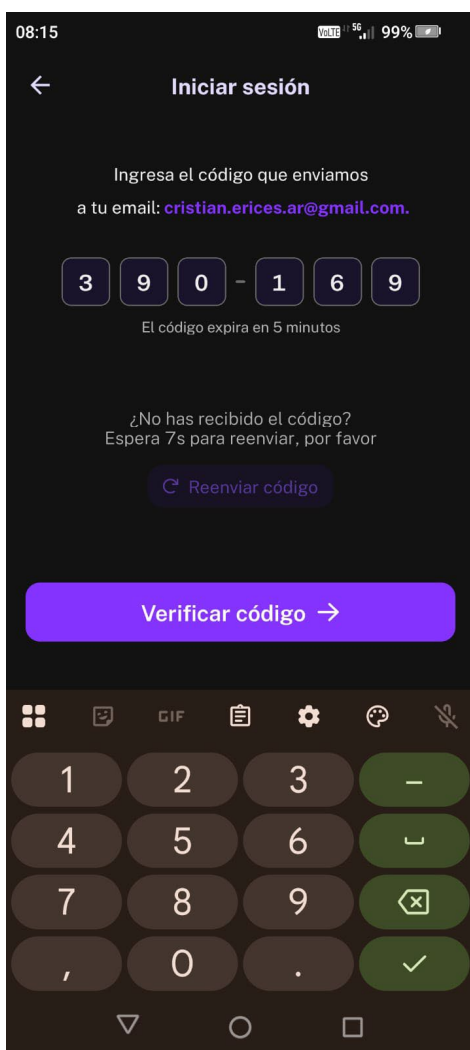 08:15 VoLTE 5G 99%
Iniciar sesión
Ingresa el código que enviamos
a tu email: cristian.erices.ar@gmail.com.
3 9 0 - 1 6 9
El código expira en 5 minutos
¿No has recibido el código?
Espera 7s para reenviar, por favor
Reenviar código
Verificar código →
GIF
1 2 3 –
4 5 6
7 8 9
, 0 .